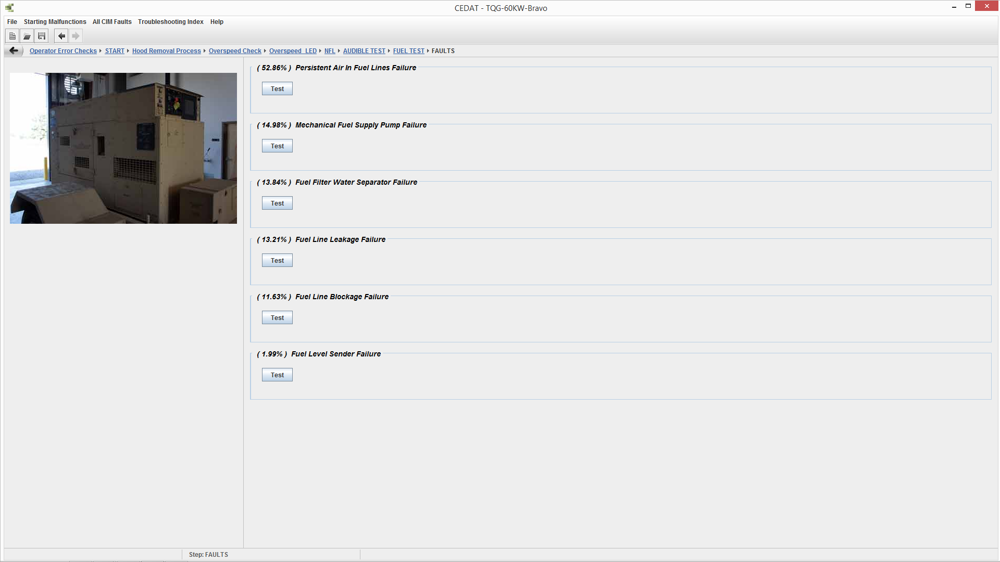 CEDAT - TQG-60KW-Bravo
File Starting Malfunctions All CIM Faults Troubleshooting Index Help
Operator Error Checks START Hood Removal Process Overspeed Check Overspeed_LED NFL AUDIBLE TEST FUEL TEST FAULTS
( 52.86% ) Persistent Air In Fuel Lines Failure
Test
( 14.98% ) Mechanical Fuel Supply Pump Failure
Test
( 13.84% ) Fuel Filter Water Separator Failure
Test
( 13.21% ) Fuel Line Leakage Failure
Test
( 11.63% ) Fuel Line Blockage Failure
Test
( 1.99% ) Fuel Level Sender Failure
Test
Step: FAULTS